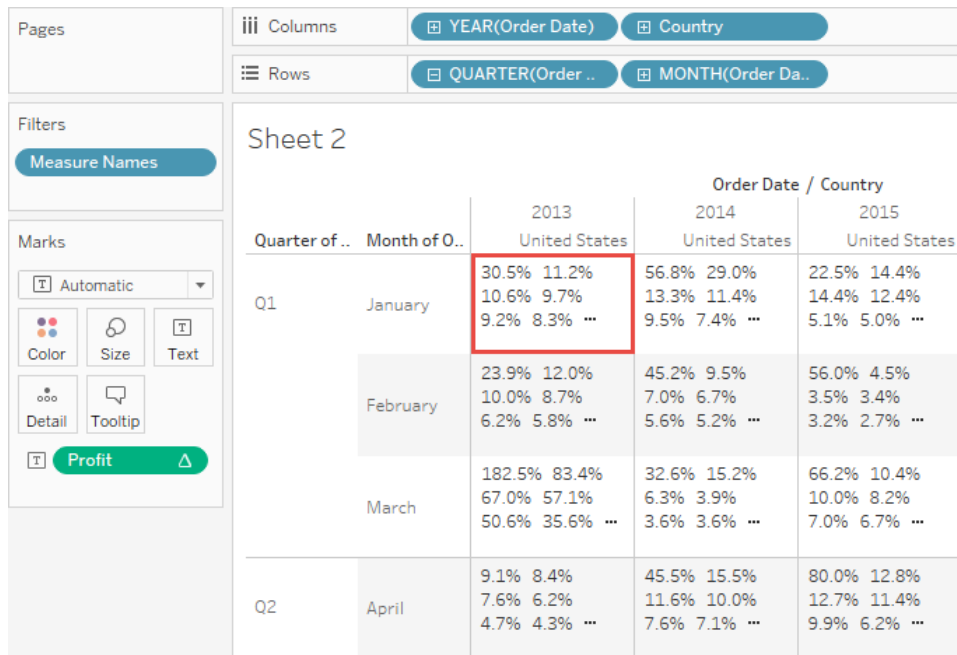 Pages
Columns
YEAR(Order Date)
Country
Rows
QUARTER(Order ..
MONTH(Order Da..
Filters
Measure Names
Marks
T Automatic
Color
Size
T
Text
Detail
Tooltip
T
Profit Δ
Sheet 2
Order Date / Country
2013 2014 2015
Quarter of .. Month of O.. United States United States United States
Q1 January
30.5% 11.2%
10.6% 9.7%
9.2% 8.3% ...
56.8% 29.0%
13.3% 11.4%
9.5% 7.4% ...
22.5% 14.4%
14.4% 12.4%
5.1% 5.0% ...
February
23.9% 12.0%
10.0% 8.7%
6.2% 5.8% ...
45.2% 9.5%
7.0% 6.7%
5.6% 5.2% ...
56.0% 4.5%
3.5% 3.4%
3.2% 2.7% ...
March
182.5% 83.4%
67.0% 57.1%
50.6% 35.6% ...
32.6% 15.2%
6.3% 3.9%
3.6% 3.6% ...
66.2% 10.4%
10.0% 8.2%
7.0% 6.7% ...
Q2 April
9.1% 8.4%
7.6% 6.2%
4.7% 4.3% ...
45.5% 15.5%
11.6% 10.0%
7.6% 7.1% ...
80.0% 12.8%
12.7% 11.4%
9.9% 6.2% ...